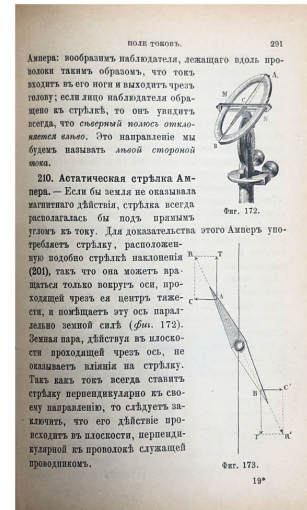 ПОЛЕ ТОКОВЪ. 291
Ампера: вообразимъ наблюдателя, лежащаго вдоль про-
волоки такимъ образомъ, что токъ
входитъ въ его ноги и выходитъ чрезъ
голову; если лицо наблюдателя обра-
щено къ стрѣлкѣ, то онъ увидитъ
всегда, что сѣверный полюсъ откло-
няется влѣво. Это направленіе мы
будемъ называть лѣвой стороной
тока.
210. Астатическая стрѣлка Ам-
пера. — Если бы земля не оказывала
магнитнаго дѣйствія, стрѣлка всегда
располагалась бы подъ прямымъ
угломъ къ току. Для доказательства этого Амперъ упо-
требляетъ стрѣлку, расположен-
ную подобно стрѣлкѣ наклоненія
(201), такъ что она можетъ вра-
щаться только вокругъ оси, про-
ходящей чрезъ ея центръ тяже-
сти, и помѣщаетъ эту ось парал-
лельно земной силѣ (фиг. 172).
Земная пара, дѣйствуя въ плоско-
сти проходящей чрезъ ось, не
оказываетъ вліянія на стрѣлку.
Такъ какъ токъ всегда ставитъ
стрѣлку перпендикулярно къ сво-
ему направленію, то слѣдуетъ за-
ключить, что его дѣйствіе про-
исходитъ въ плоскости, перпенди-
кулярной къ проволокѣ служащей
проводникомъ.
A
M
C
N
B
Фиг. 172.
R T
C A
B C'
T' R'
Фиг. 173.
19*